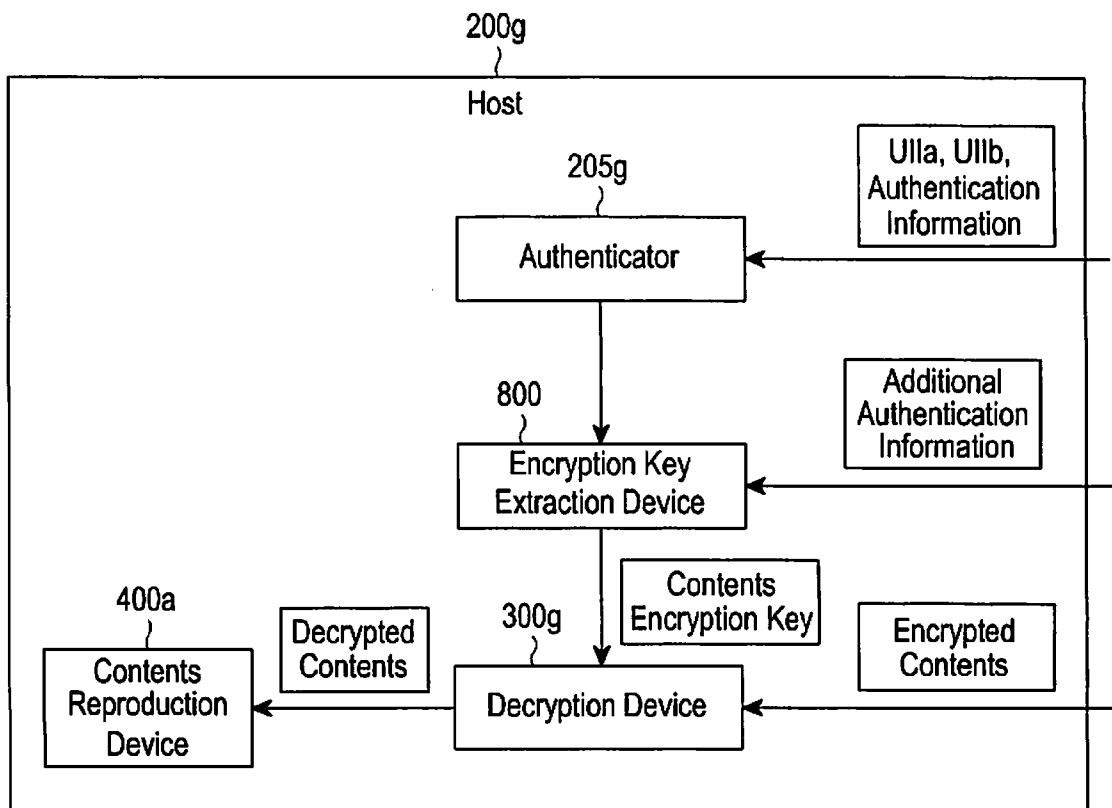 200g
Host
UIIa, UIIb,
Authentication
Information
205g
Authenticator
Additional
Authentication
Information
800
Encryption Key
Extraction Device
Contents
Encryption Key
400a
Decrypted
Contents
300g
Encrypted
Contents
Contents
Reproduction
Device
Decryption Device